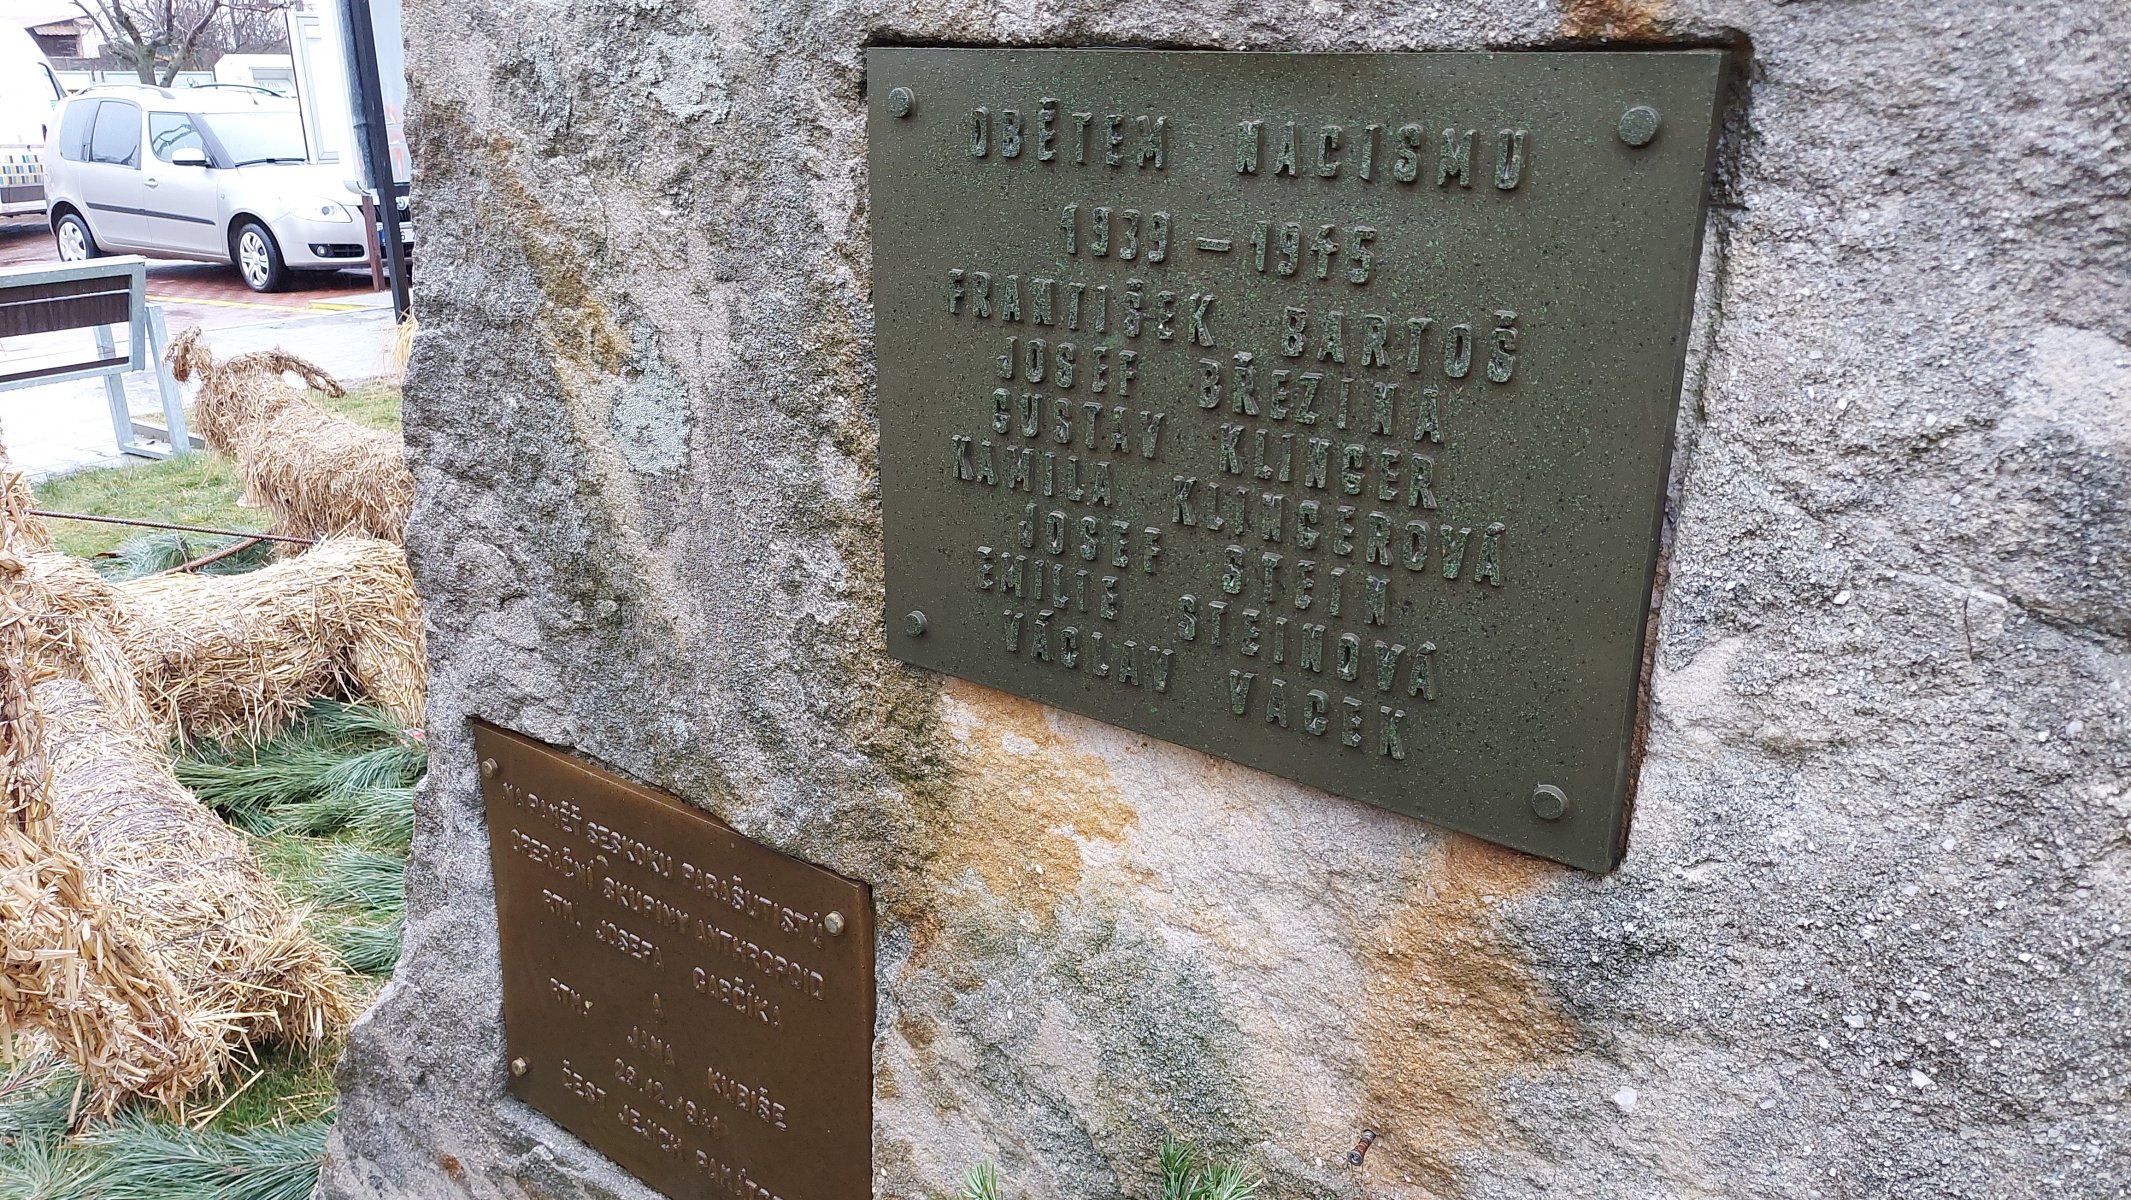 OBĚTEM NACISMU
1939 – 1945
FRANTIŠEK BARTOŠ
JOSEF BŘEZINA
GUSTAV KLINGER
KAMILA KLINGEROVÁ
JOSEF STEIN
EMILIE STEINOVÁ
VÁCLAV VACEK
NA PAMĚŤ SESKOKU PARAŠUTISTŮ
OPERAČNÍ SKUPINY ANTHROPOID
RTM. JOSEFA GABČÍKA
A
RTM. JANA KUBIŠE
28.12.1941
ČEST JEJICH PAMÁTCE